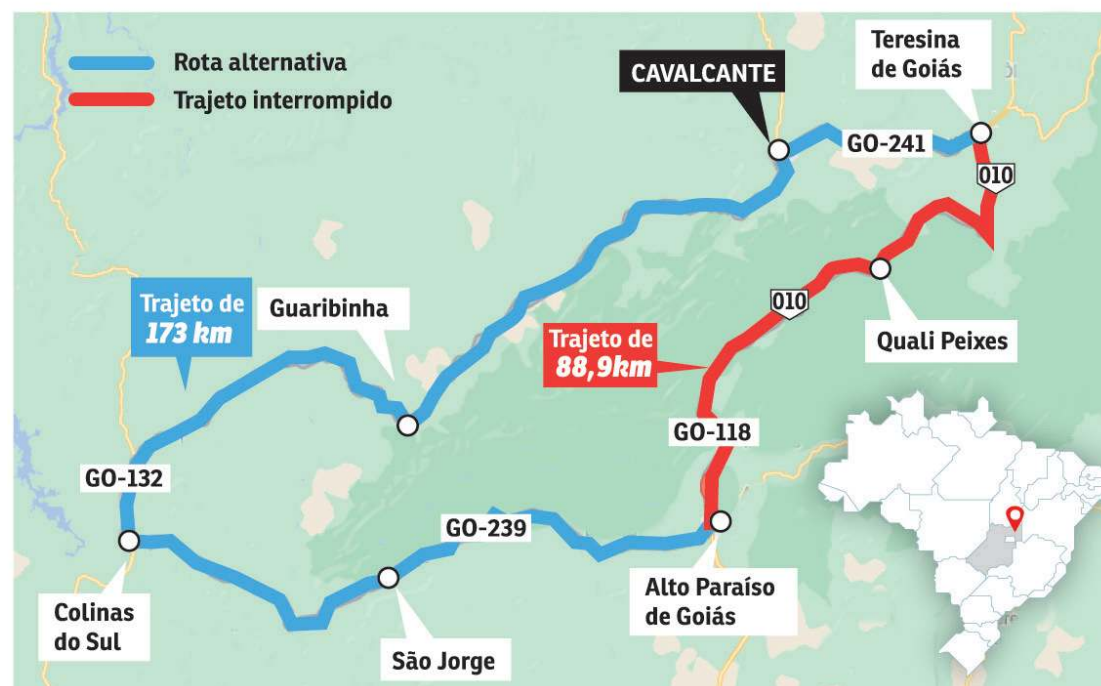 Rota alternativa
Trajeto interrompido
CAVALCANTE
Teresina
de Goiás
GO-241
010
Trajeto de
173 km
Guaribinha
010
Trajeto de
88,9km
Quali Peixes
GO-118
GO-132
GO-239
Colinas
do Sul
São Jorge
Alto Paraíso
de Goiás